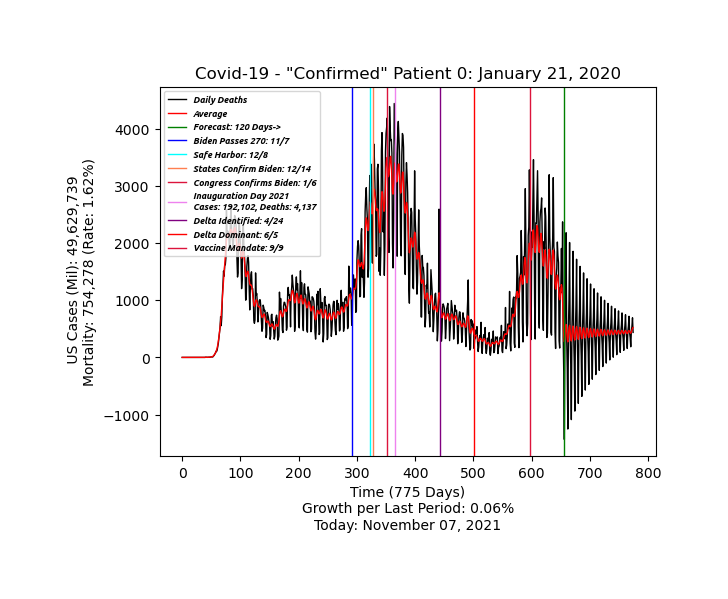 Covid-19 - "Confirmed" Patient 0: January 21, 2020
US Cases (Mil): 49,629,739
Mortality: 754,278 (Rate: 1.62%)
4000
3000
2000
1000
0
−1000
Daily Deaths
Average
Forecast: 120 Days->
Biden Passes 270: 11/7
Safe Harbor: 12/8
States Confirm Biden: 12/14
Congress Confirms Biden: 1/6
Inauguration Day 2021
Cases: 192,102, Deaths: 4,137
Delta Identified: 4/24
Delta Dominant: 6/5
Vaccine Mandate: 9/9
0 100 200 300 400 500 600 700 800
Time (775 Days)
Growth per Last Period: 0.06%
Today: November 07, 2021